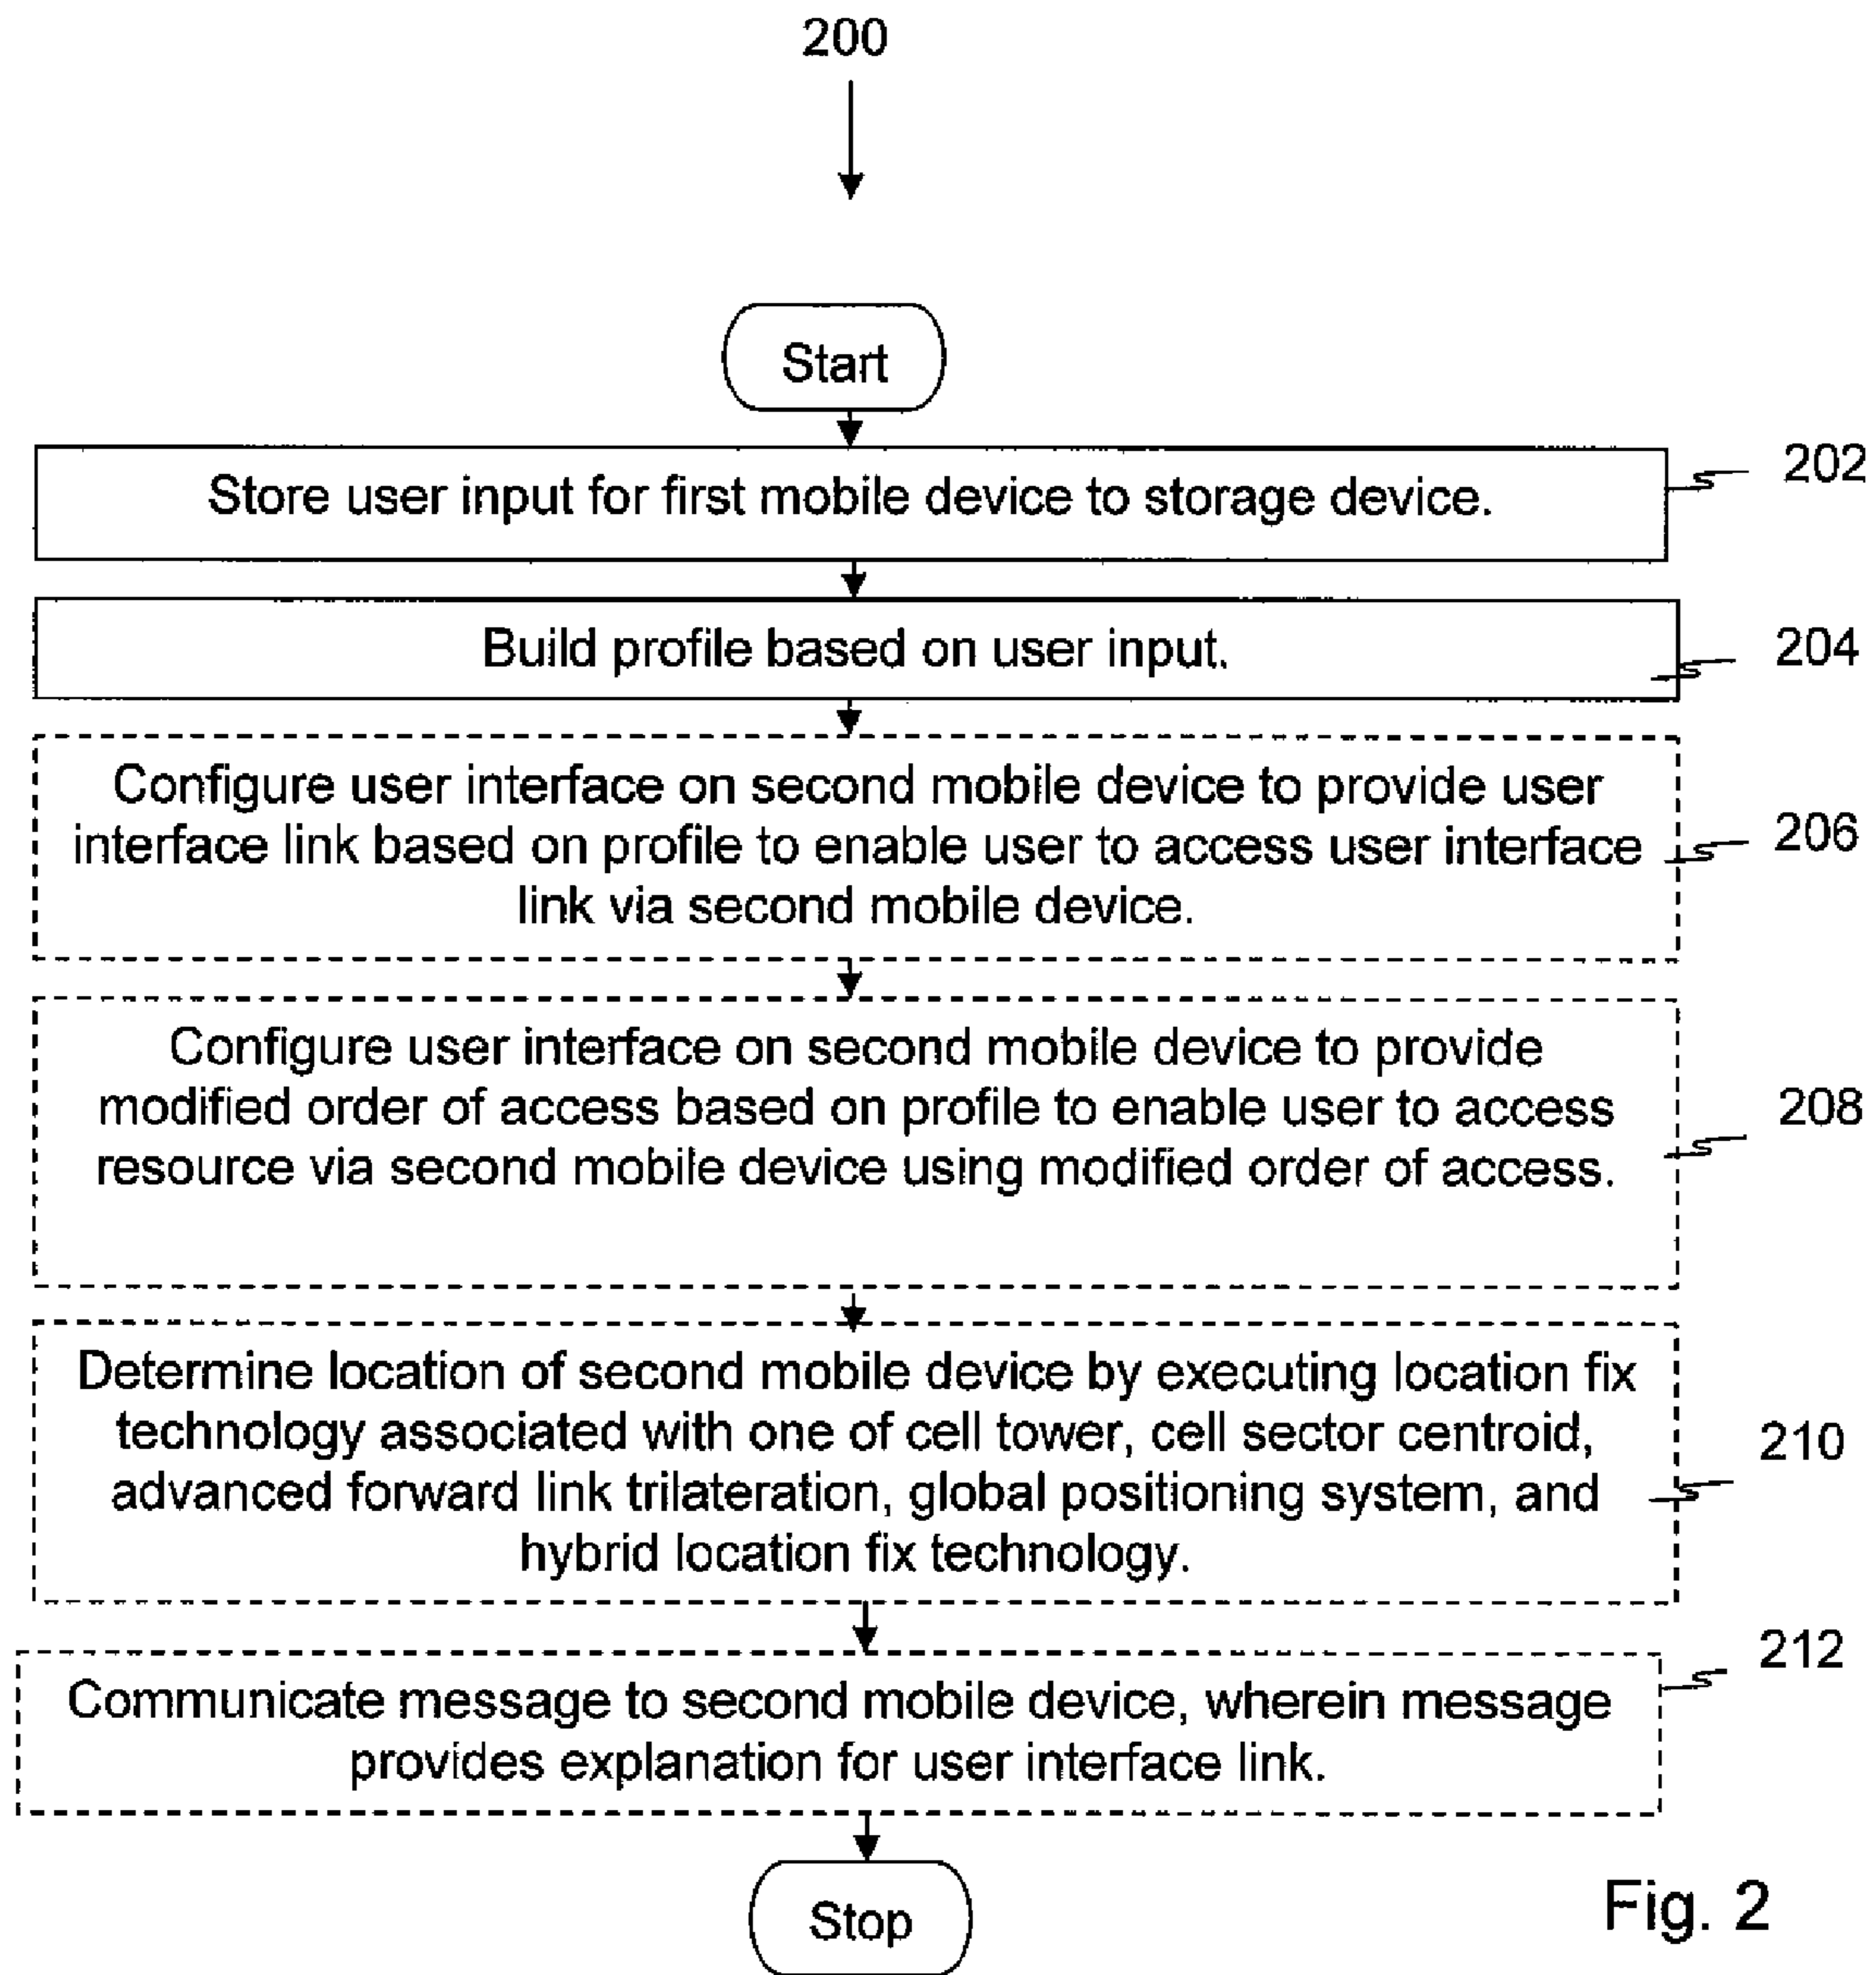 200
Start
Store user input for first mobile device to storage device.
202
Build profile based on user input.
204
Configure user interface on second mobile device to provide user
interface link based on profile to enable user to access user interface
link via second mobile device.
206
Configure user interface on second mobile device to provide
modified order of access based on profile to enable user to access
resource via second mobile device using modified order of access.
208
Determine location of second mobile device by executing location fix
technology associated with one of cell tower, cell sector centroid,
advanced forward link trilateration, global positioning system, and
hybrid location fix technology.
210
Communicate message to second mobile device, wherein message
provides explanation for user interface link.
212
Stop
Fig. 2